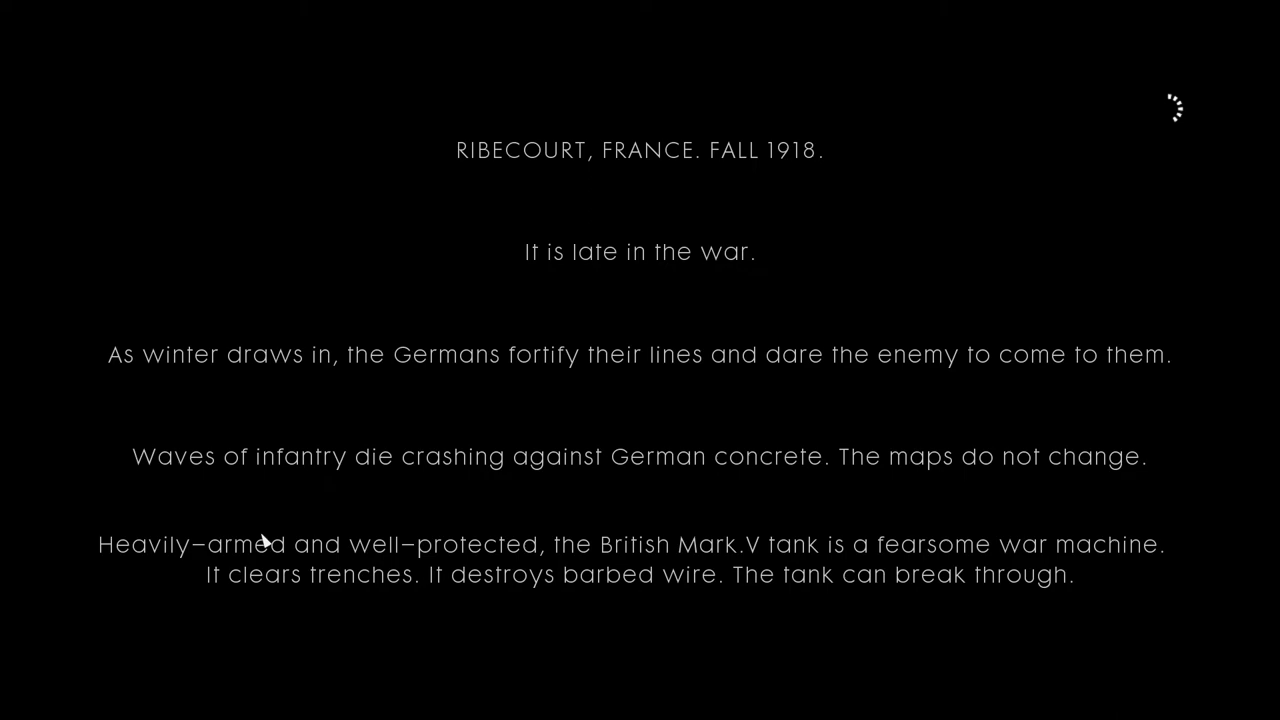 RIBECOURT, FRANCE. FALL 1918.
It is late in the war.
As winter draws in, the Germans fortify their lines and dare the enemy to come to them.
Waves of infantry die crashing against German concrete. The maps do not change.
Heavily–armed and well–protected, the British Mark.V tank is a fearsome war machine.
It clears trenches. It destroys barbed wire. The tank can break through.